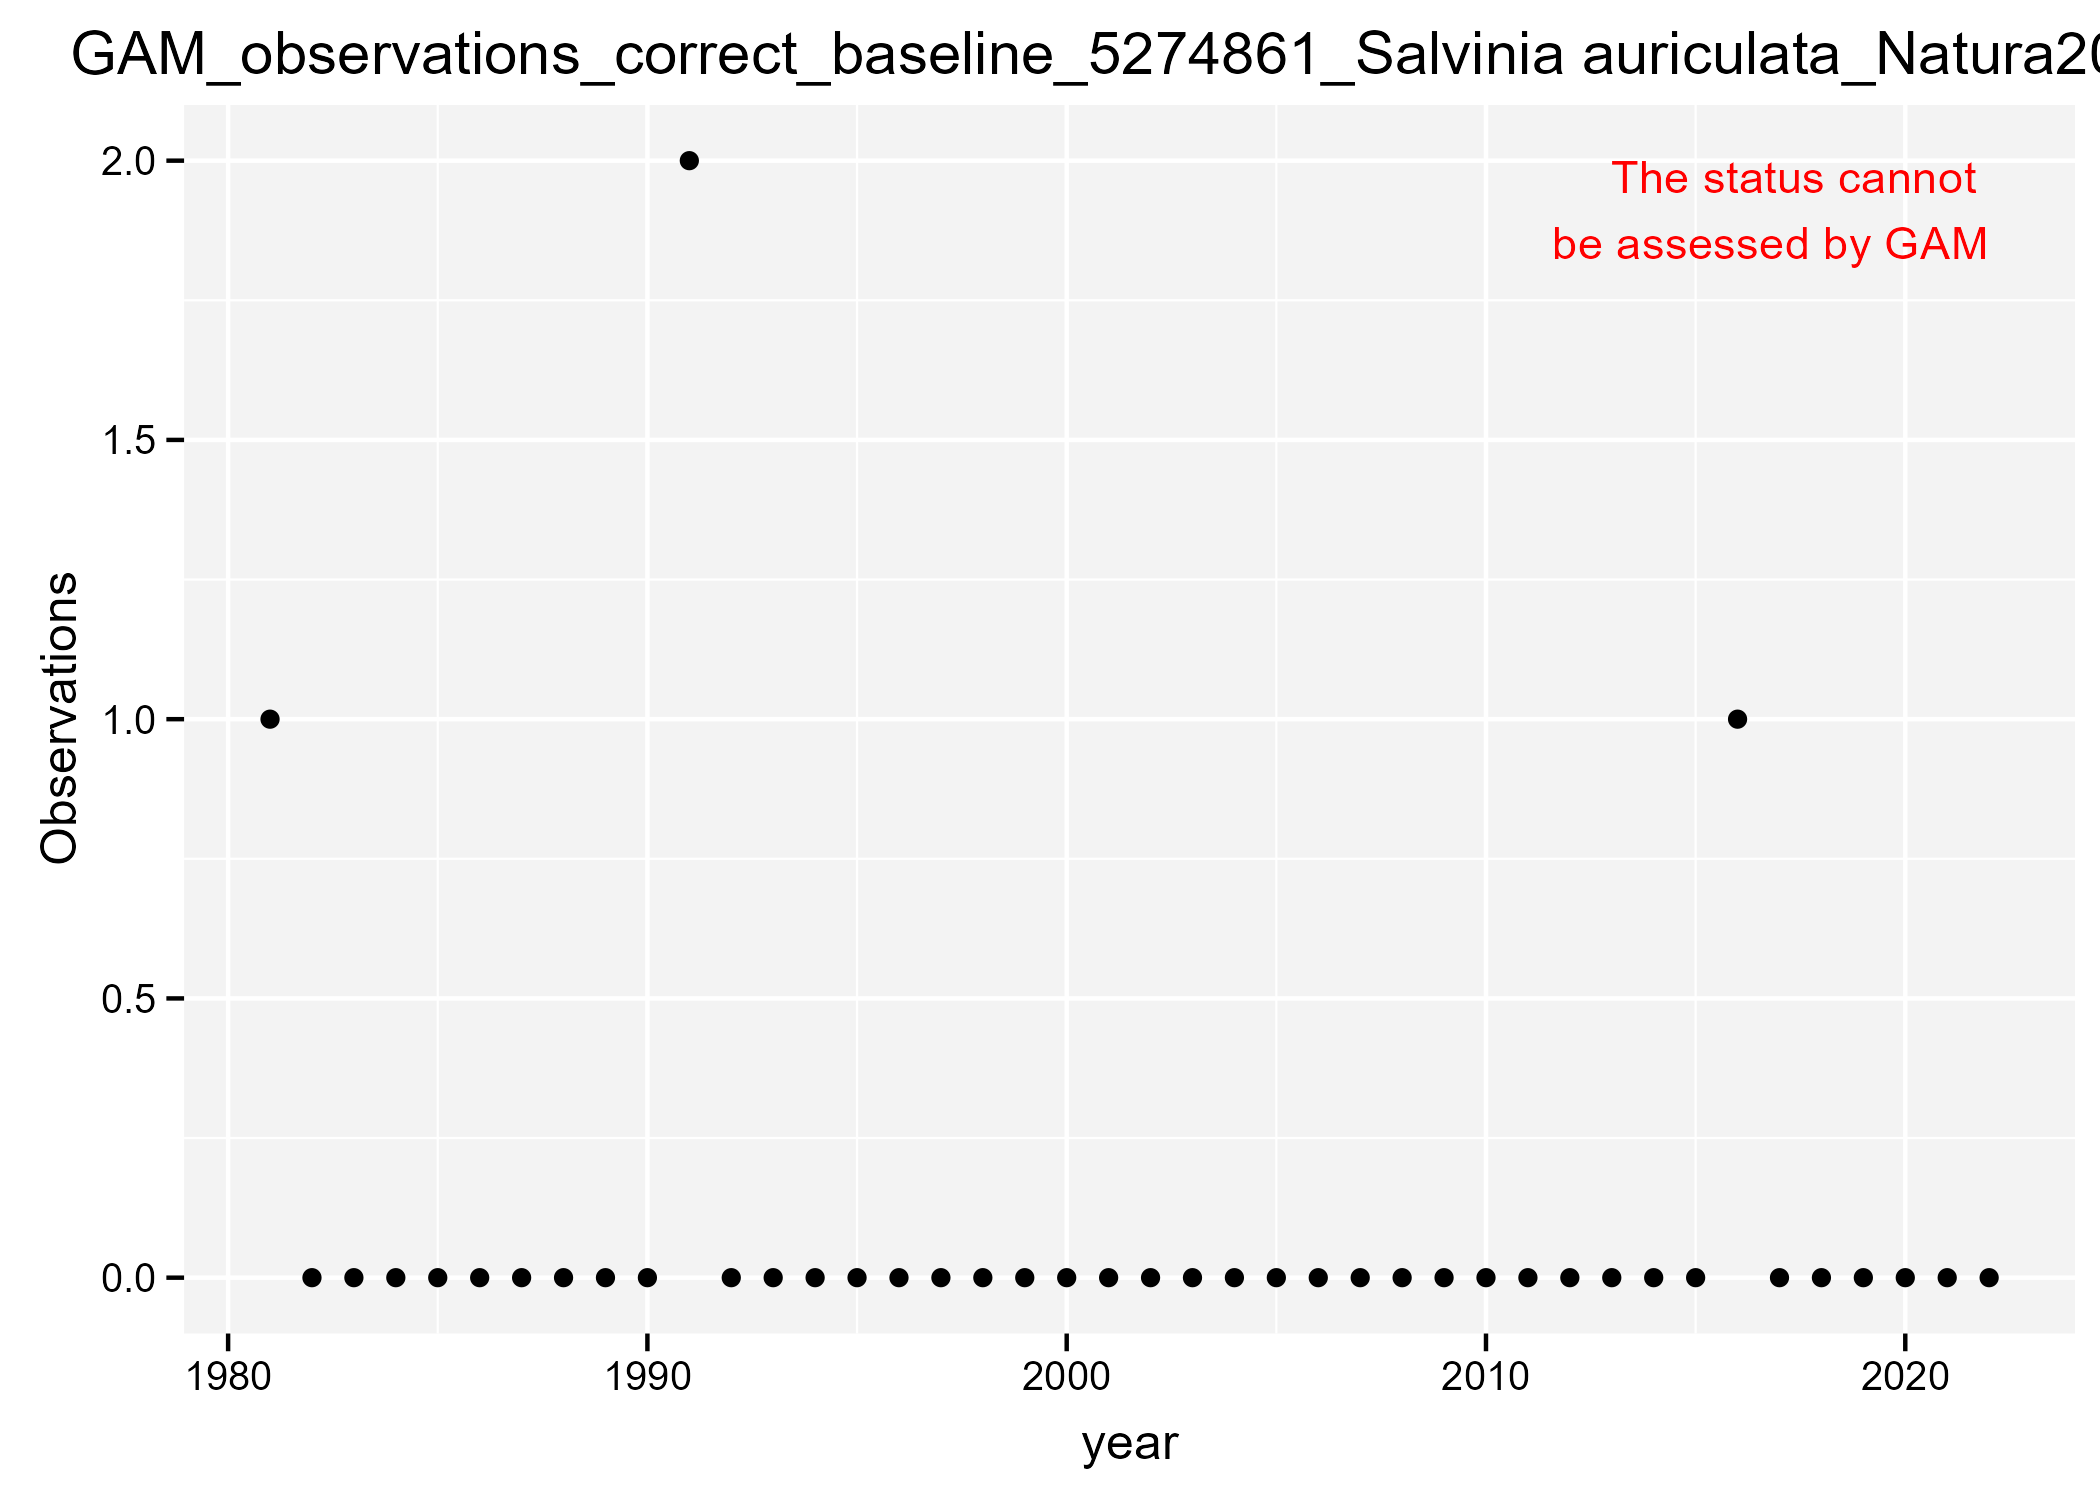 GAM_observations_correct_baseline_5274861_Salvinia auriculata_Natura20
2.0
The status cannot
be assessed by GAM
1.5
1.0
0.5
0.0
Observations
1980 1990 2000 2010 2020
year